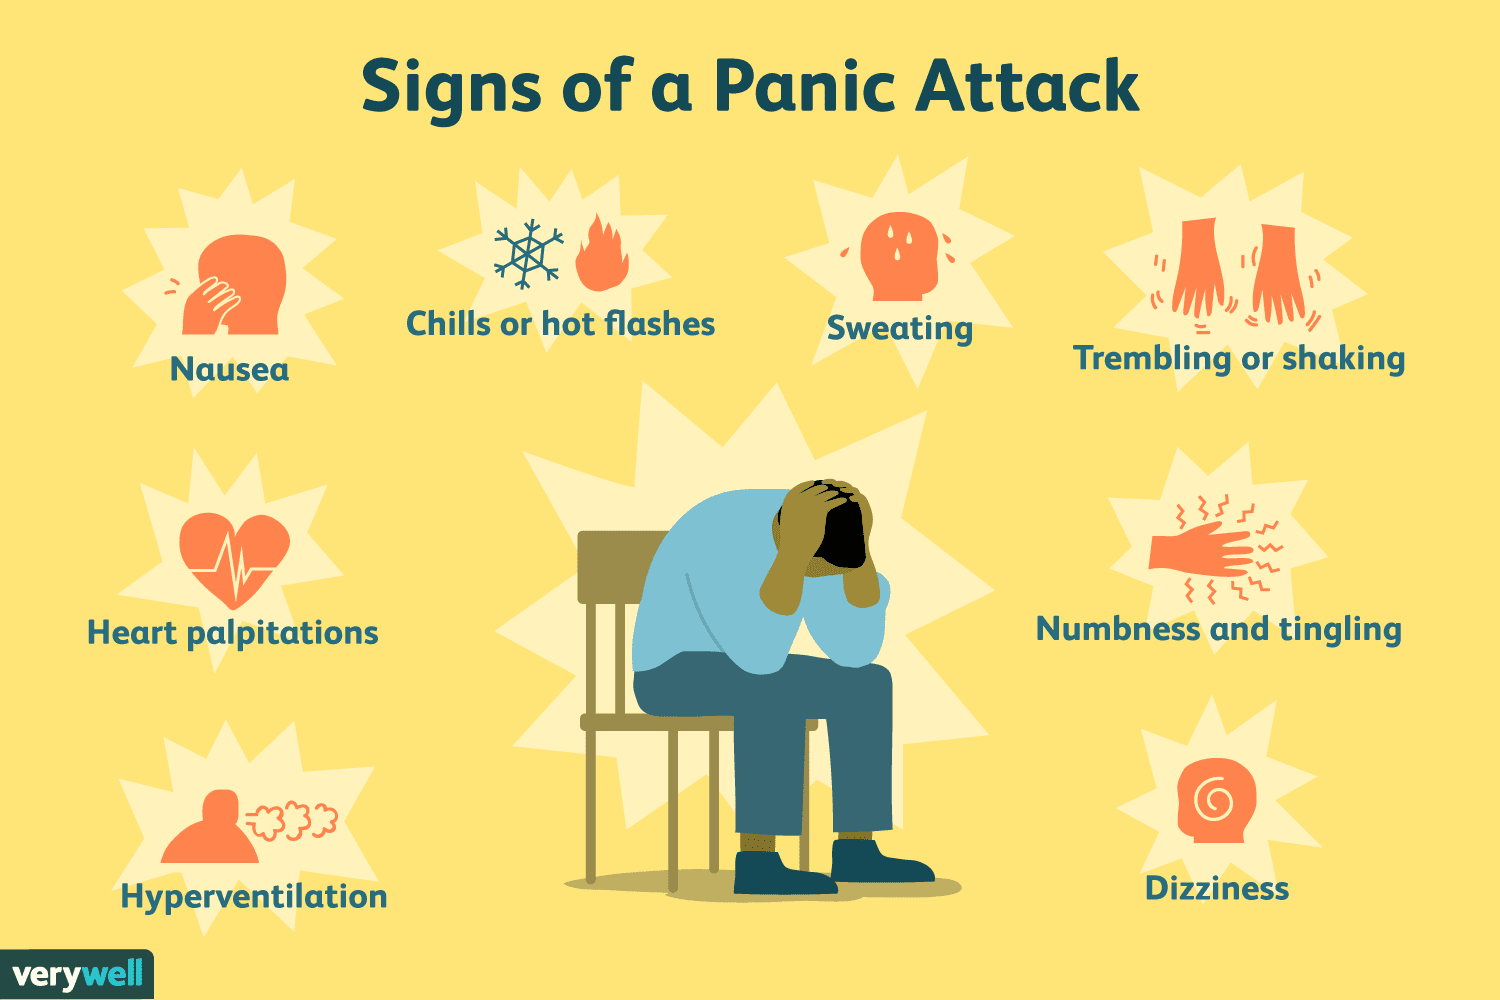 Signs of a Panic Attack
Nausea
Chills or hot flashes
Sweating
Trembling or shaking
Heart palpitations
Numbness and tingling
Hyperventilation
Dizziness
verywell